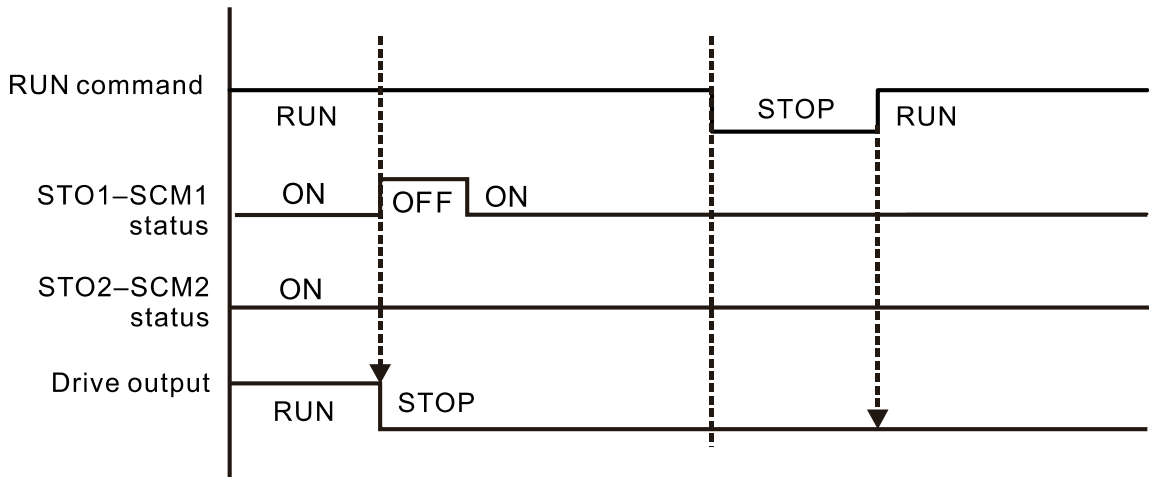 RUN command
RUN
STOP
RUN
STO1–SCM1
status
ON
OFF
ON
STO2–SCM2
status
ON
Drive output
RUN
STOP